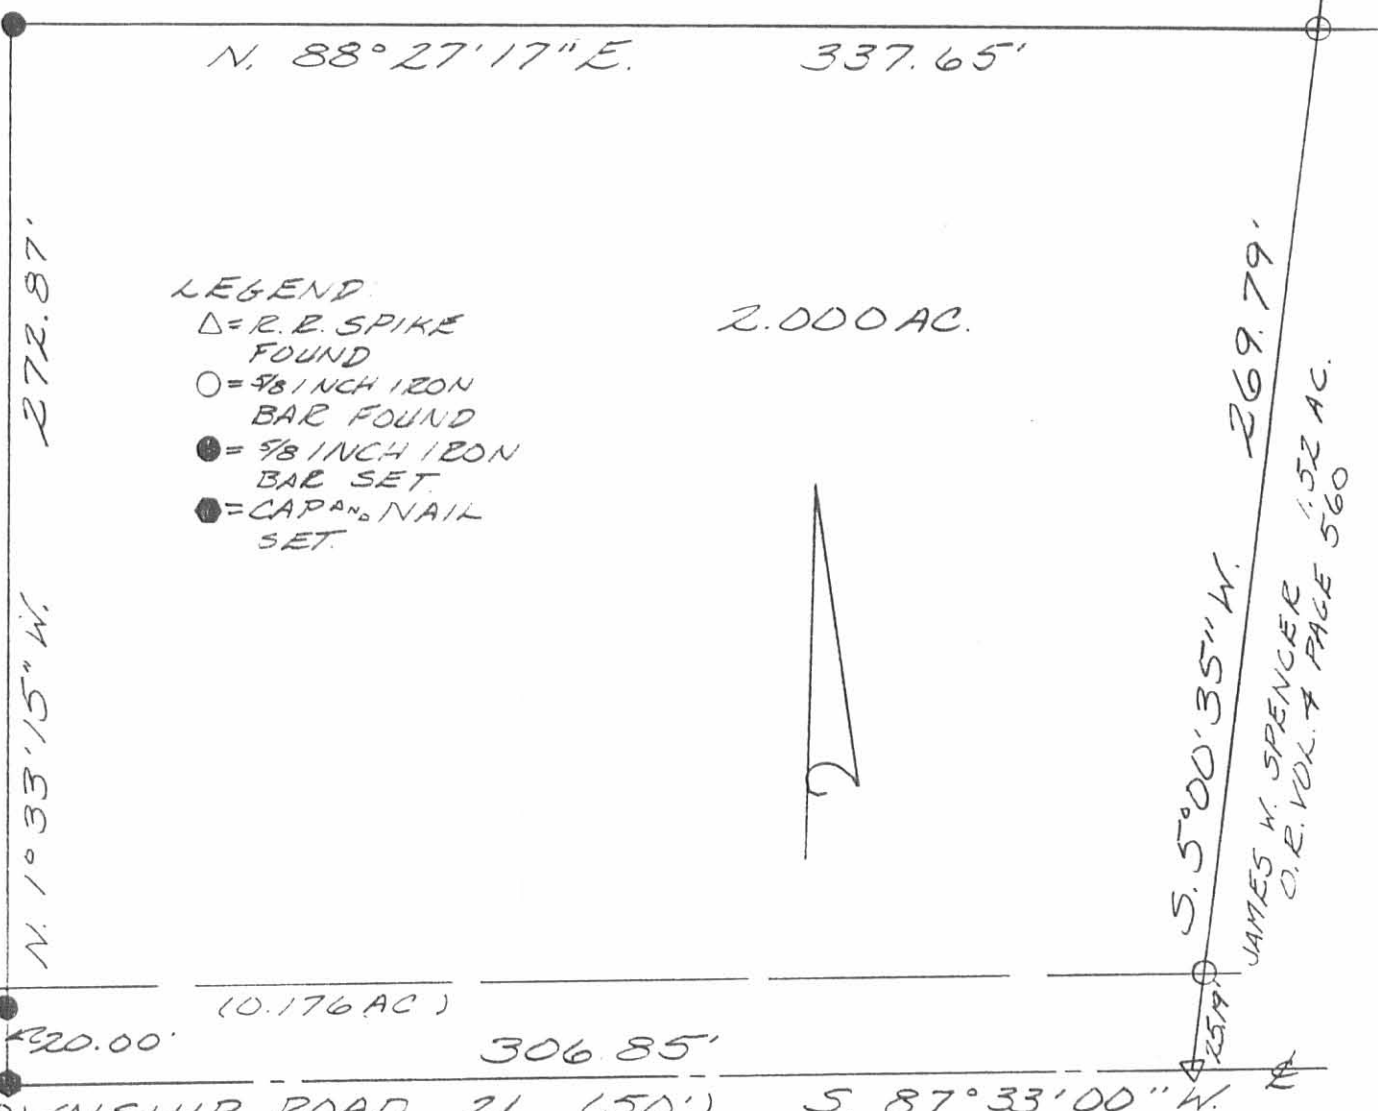 N. 88°27'17"E. 337.65'
272.87'
N. 1°33'15" W.
LEGEND
△= R.R. SPIKE
FOUND
○= 5/8 INCH IRON
BAR FOUND
●= 5/8 INCH IRON
BAR SET.
⬢= CAP AND NAIL
SET.
2.000 AC.
269.79'
S. 5°00'35" W.
JAMES W. SPENCER 1.52 AC.
O.R. VOL. 4 PAGE 560
(0.176 AC)
20.00'
306.85'
25.19'
℄
TOWNSHIP ROAD 21 (50') S 87°33'00" W.